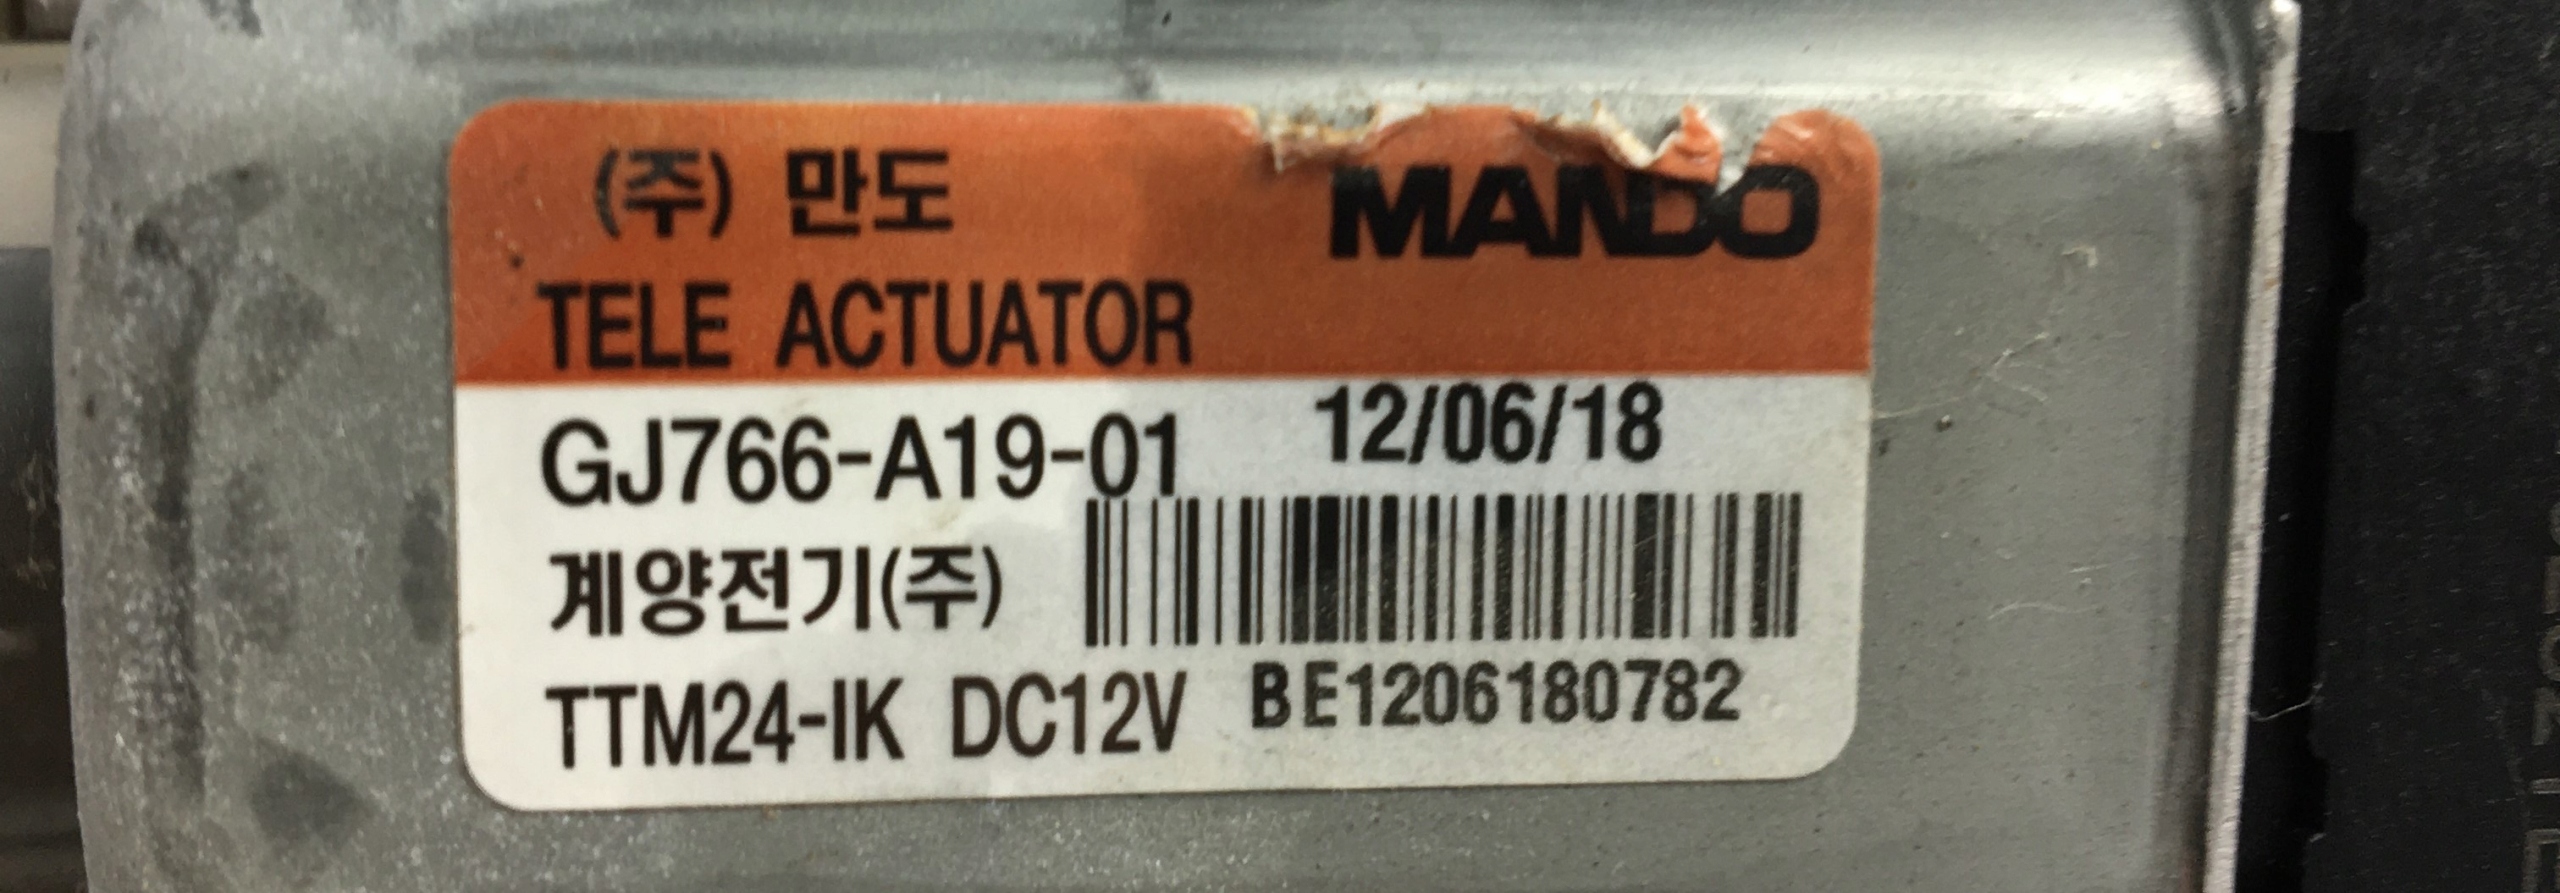 (주) 만도 MANDO
TELE ACTUATOR
GJ766-A19-01 12/06/18
계양전기(주)
TTM24-IK DC12V BE1206180782